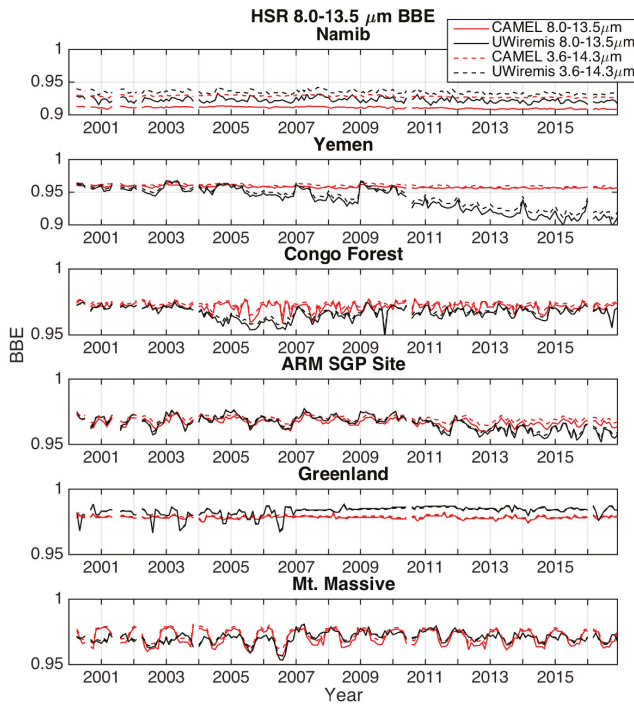 HSR 8.0-13.5 μm BBE
Namib
CAMEL 8.0-13.5μm
UWiremis 8.0-13.5μm
CAMEL 3.6-14.3μm
UWiremis 3.6-14.3μm
1
0.95
0.9
2001 2003 2005 2007 2009 2011 2013 2015
Yemen
1
0.95
0.9
2001 2003 2005 2007 2009 2011 2013 2015
Congo Forest
1
0.95
2001 2003 2005 2007 2009 2011 2013 2015
BBE
ARM SGP Site
1
0.95
2001 2003 2005 2007 2009 2011 2013 2015
Greenland
1
0.95
2001 2003 2005 2007 2009 2011 2013 2015
Mt. Massive
1
0.95
2001 2003 2005 2007 2009 2011 2013 2015
Year